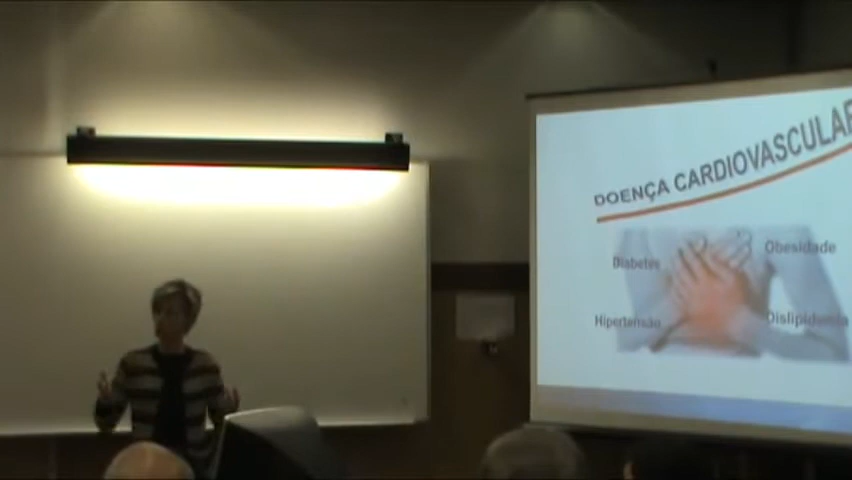 DOENÇA CARDIOVASCULAR
Diabetes
Obesidade
Hipertensão
Dislipidemia